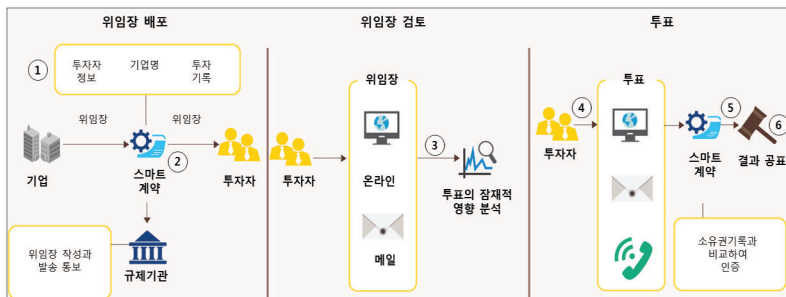 위임장 배포
위임장 검토
투표
1
투자자
정보
기업명
투자
기록
위임장
위임장
기업
스마트
계약
2
투자자
위임장 작성과
발송 통보
규제기관
위임장
투자자
온라인
메일
3
투표의 잠재적
영향 분석
투표
4
투자자
스마트
계약
5
6
결과 공표
소유권기록과
비교하여
인증